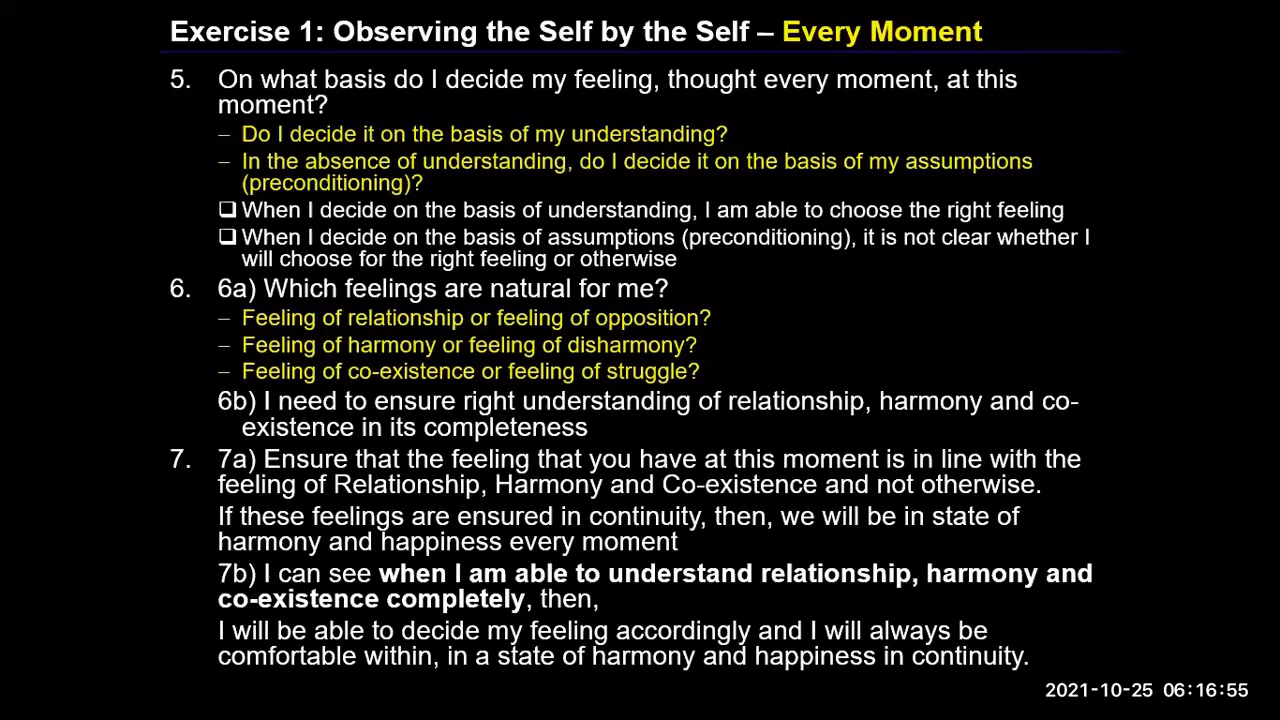 Exercise 1: Observing the Self by the Self – Every Moment
5. On what basis do I decide my feeling, thought every moment, at this
moment?
– Do I decide it on the basis of my understanding?
– In the absence of understanding, do I decide it on the basis of my assumptions
(preconditioning)?
❑ When I decide on the basis of understanding, I am able to choose the right feeling
❑ When I decide on the basis of assumptions (preconditioning), it is not clear whether I
will choose for the right feeling or otherwise
6. 6a) Which feelings are natural for me?
– Feeling of relationship or feeling of opposition?
– Feeling of harmony or feeling of disharmony?
– Feeling of co-existence or feeling of struggle?
6b) I need to ensure right understanding of relationship, harmony and co-
existence in its completeness
7. 7a) Ensure that the feeling that you have at this moment is in line with the
feeling of Relationship, Harmony and Co-existence and not otherwise.
If these feelings are ensured in continuity, then, we will be in state of
harmony and happiness every moment
7b) I can see when I am able to understand relationship, harmony and
co-existence completely, then,
I will be able to decide my feeling accordingly and I will always be
comfortable within, in a state of harmony and happiness in continuity.
2021-10-25 06:16:55